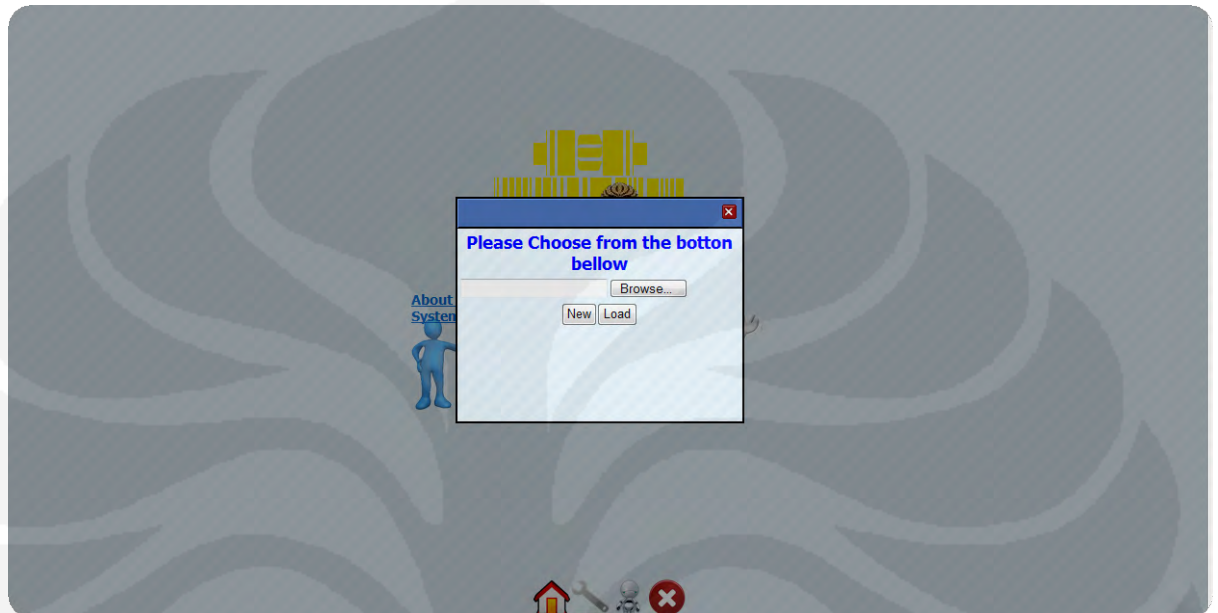 Please Choose from the botton
bellow
Browse...
About
System
New Load